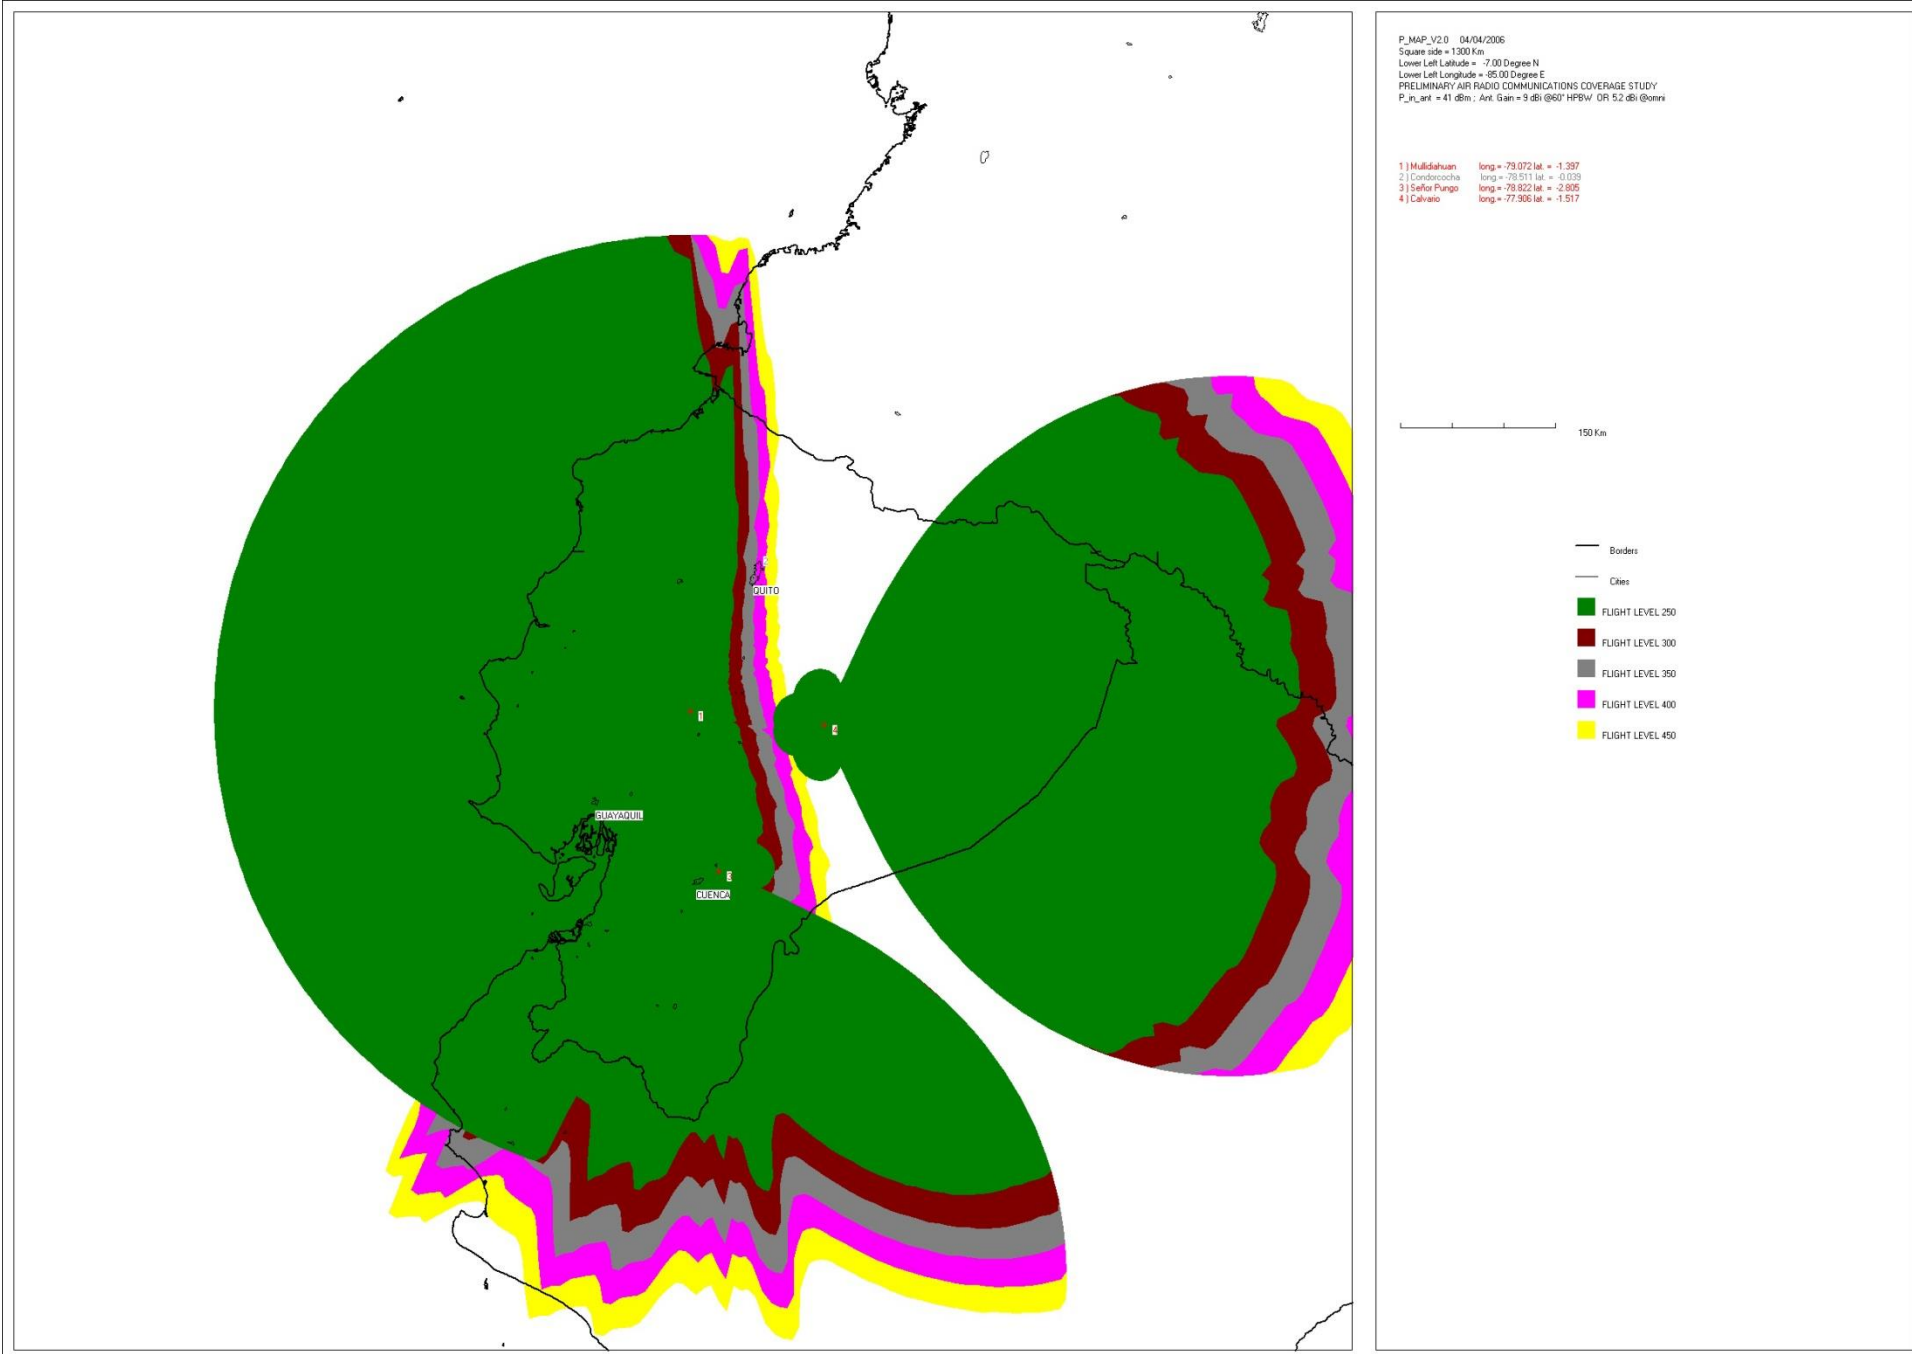 P_MAP_V2.0 04/04/2006
Square side = 1300 Km
Lower Left Latitude = -7.00 Degree N
Lower Left Longitude = -85.00 Degree E
PRELIMINARY AIR RADIO COMMUNICATIONS COVERAGE STUDY
P_in_ant = 41 dBm ; Ant. Gain = 9 dBi @60° HPBW OR 5.2 dBi @omni
1 ) Mullidiahuan long.= -79.072 lat. = -1.397
2 ) Condorcocha long.= -78.511 lat. = -0.039
3 ) Señor Pungo long.= -78.822 lat. = -2.805
4 ) Calvario long.= -77.906 lat. = -1.517
150 Km
Borders
Cities
FLIGHT LEVEL 250
FLIGHT LEVEL 300
FLIGHT LEVEL 350
FLIGHT LEVEL 400
FLIGHT LEVEL 450
QUITO
1
4
GUAYAQUIL
3
CUENCA